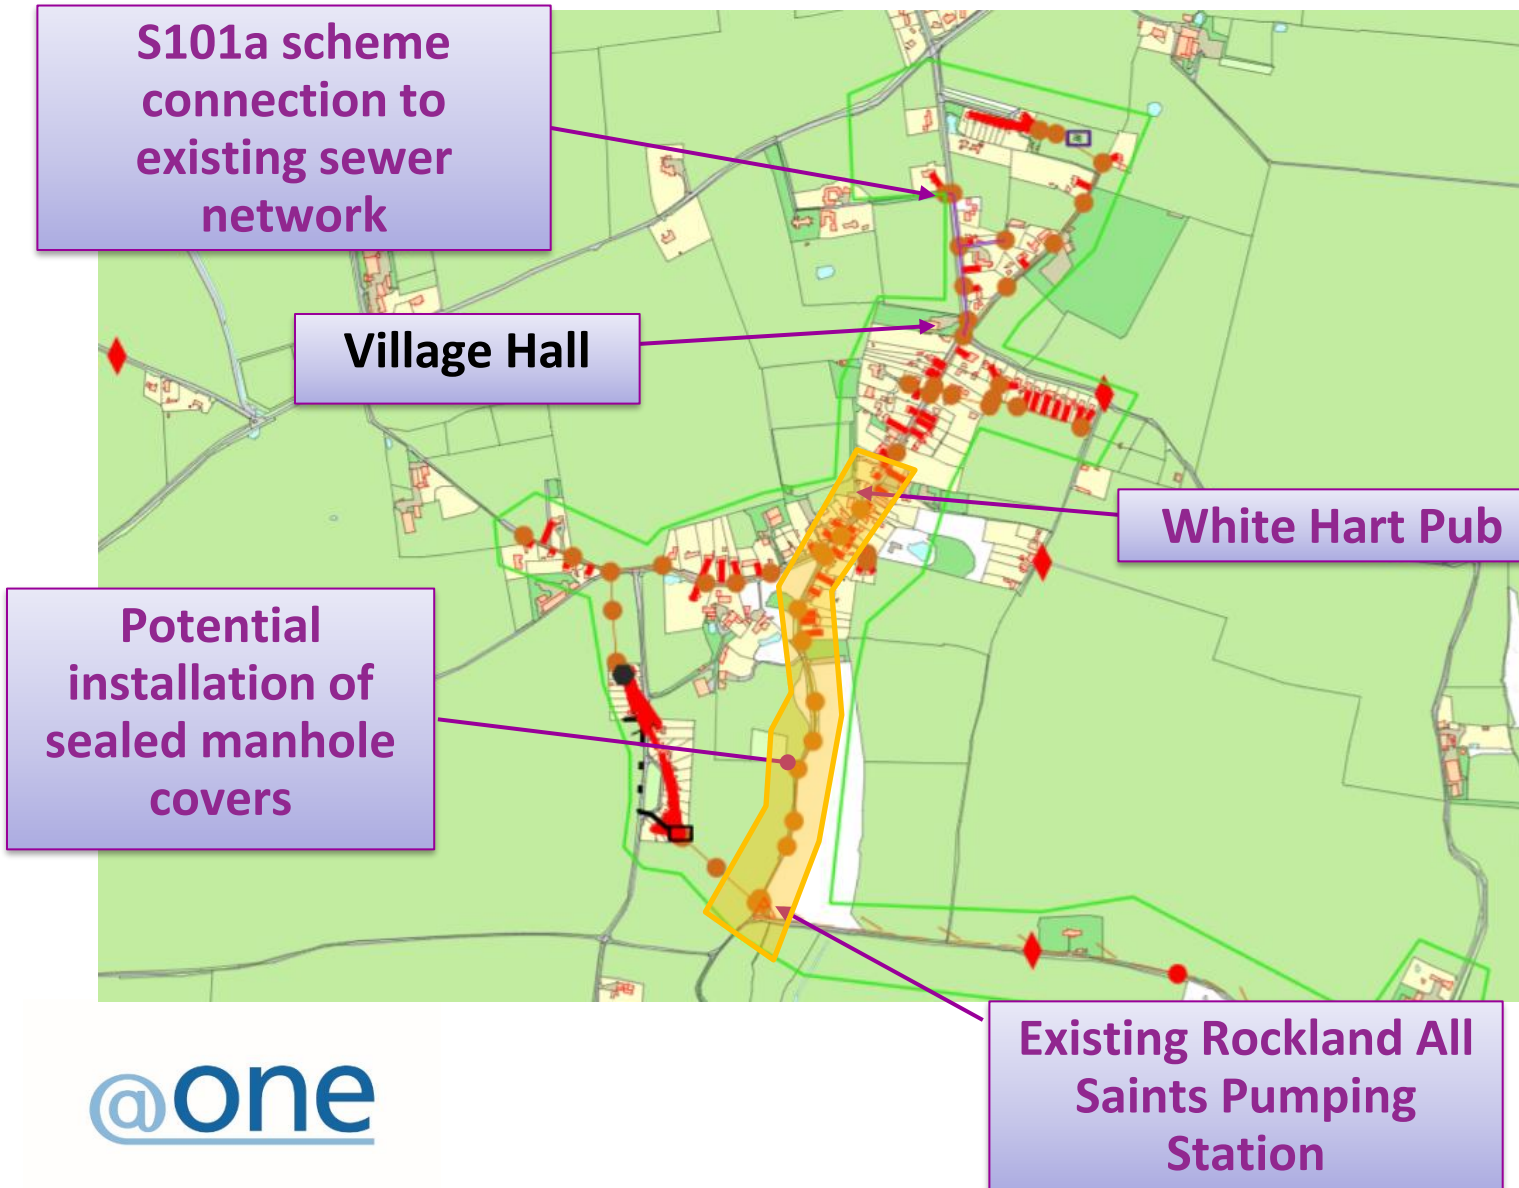 S101a scheme
connection to
existing sewer
network
Village Hall
White Hart Pub
Potential
installation of
sealed manhole
covers
Existing Rockland All
Saints Pumping
Station
@one